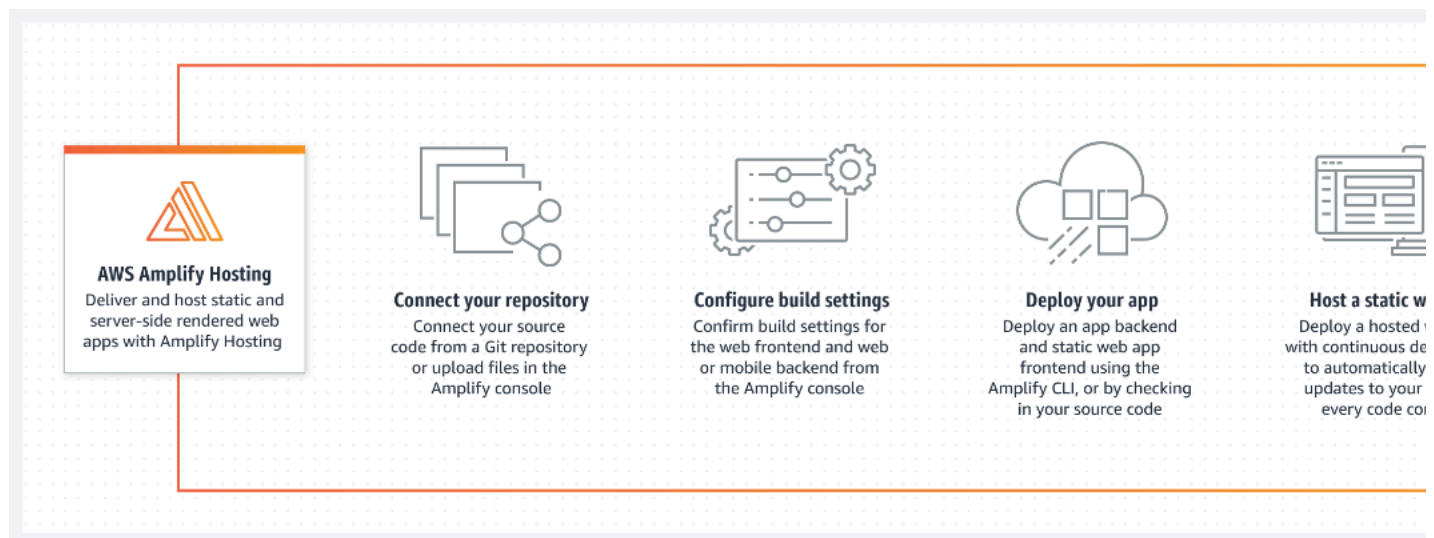 AWS Amplify Hosting
Deliver and host static and
server-side rendered web
apps with Amplify Hosting
Connect your repository
Connect your source
code from a Git repository
or upload files in the
Amplify console
Configure build settings
Confirm build settings for
the web frontend and web
or mobile backend from
the Amplify console
Deploy your app
Deploy an app backend
and static web app
frontend using the
Amplify CLI, or by checking
in your source code
Host a static
Deploy a hosted
with continuous
to automatically
updates to your
every code